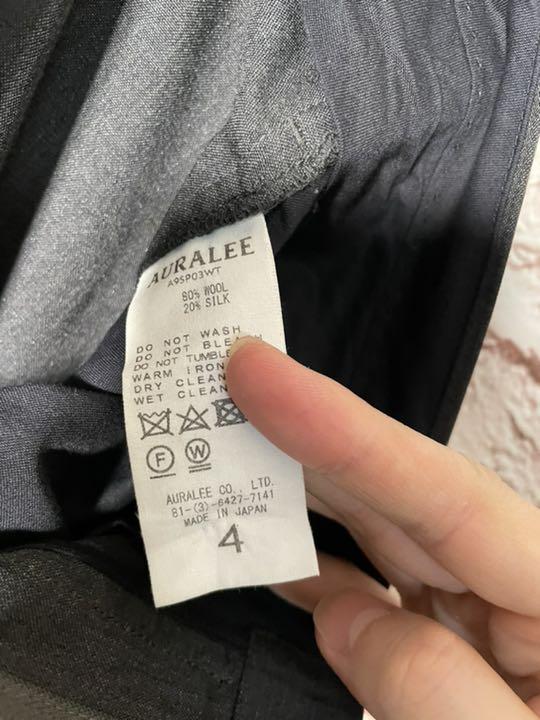 AURALEE
A9SP03WT
80% WOOL
20% SILK
DO NOT WASH
DO NOT BLEACH
DO NOT TUMBLE
WARM IRON
DRY CLEAN
WET CLEAN
F W
AURALEE CO., LTD.
81-(3)-6427-7141
MADE IN JAPAN
4